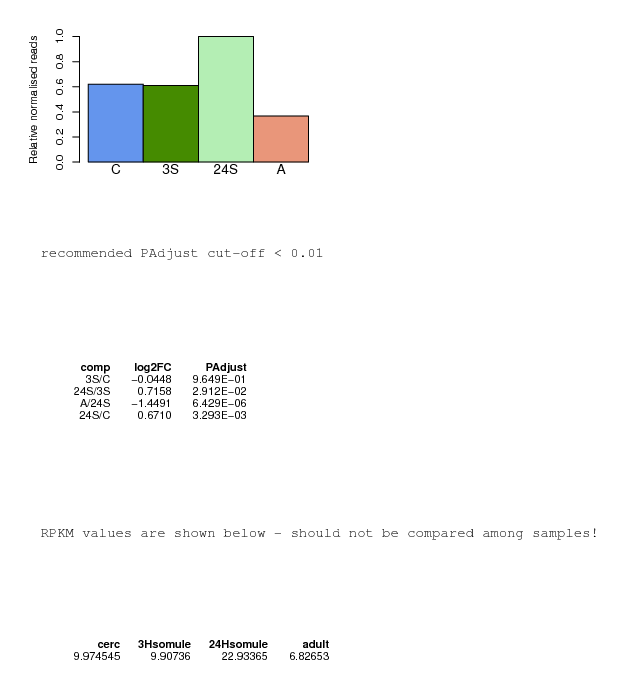 Relative normalised reads
1.0
0.8
0.6
0.4
0.2
0.0
C 3S 24S A
recommended PAdjust cut-off < 0.01
comp log2FC PAdjust
3S/C −0.0448 9.649E−01
24S/3S 0.7158 2.912E−02
A/24S −1.4491 6.429E−06
24S/C 0.6710 3.293E−03
RPKM values are shown below - should not be compared among samples!
cerc 3Hsomule 24Hsomule adult
9.974545 9.90736 22.93365 6.82653